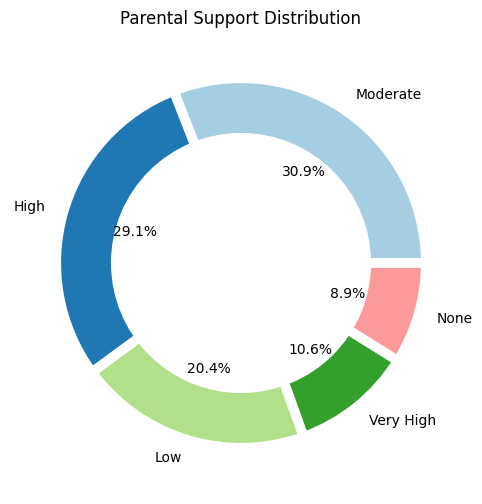 Parental Support Distribution
Moderate
30.9%
High
29.1%
8.9%
None
10.6%
20.4%
Very High
Low